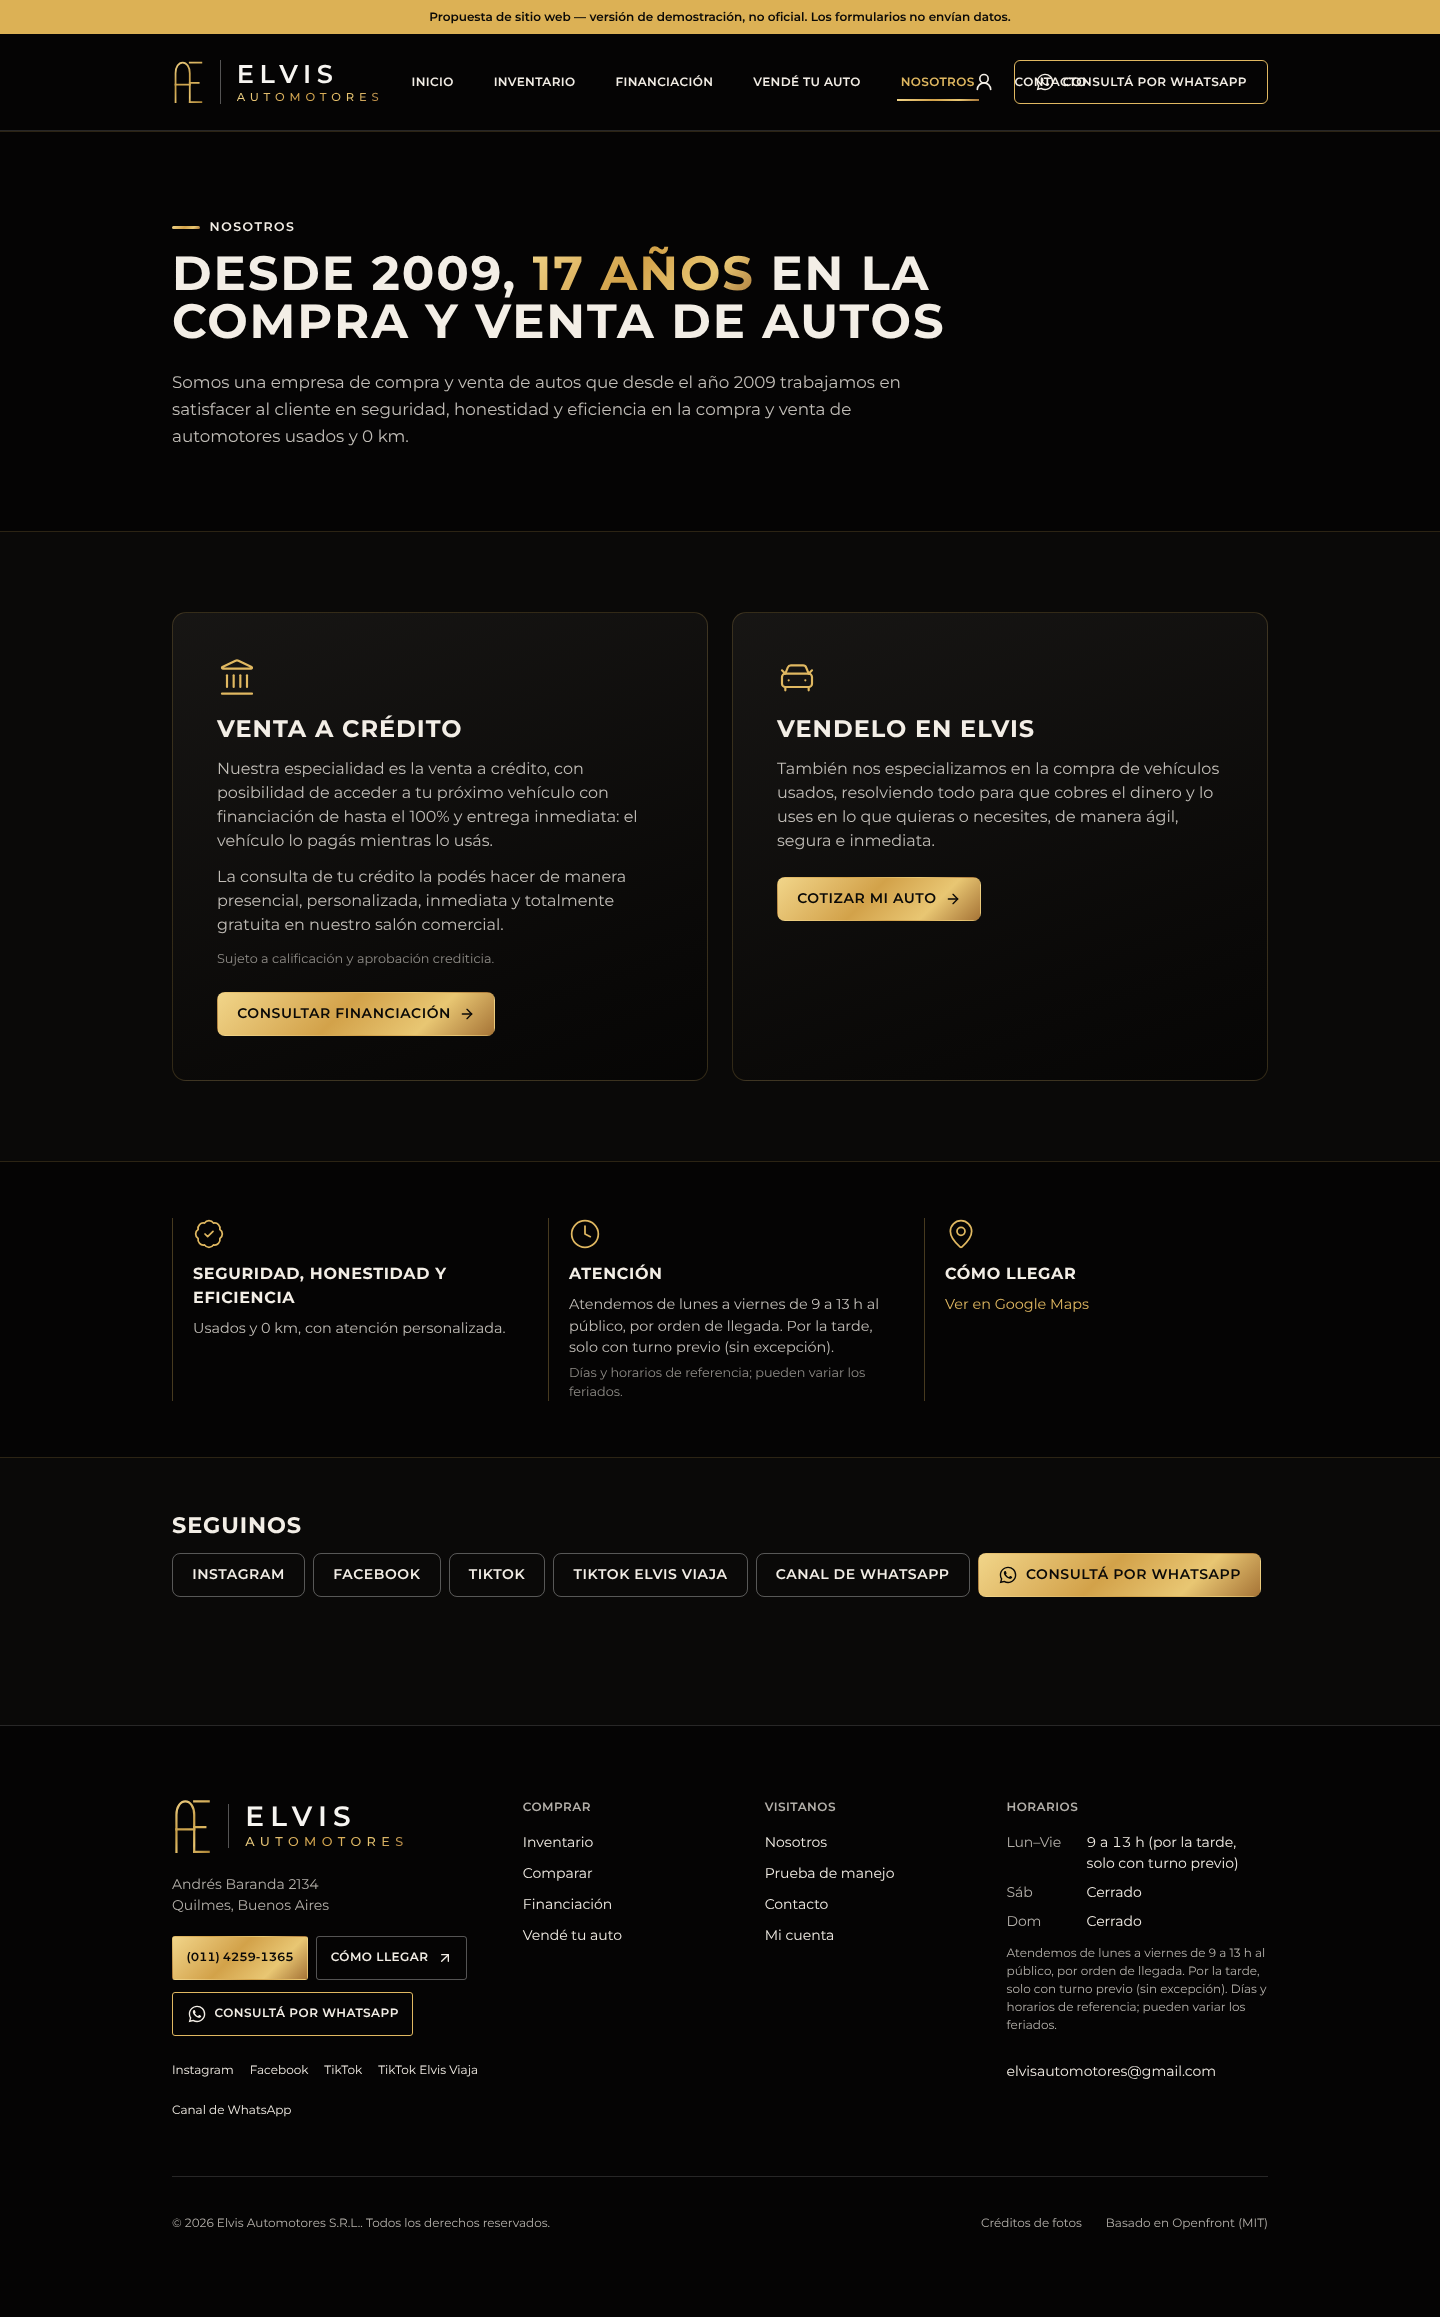 Propuesta de sitio web — versión de demostración, no oficial. Los formularios no envían datos.
ELVIS
AUTOMOTORES
INICIO
INVENTARIO
FINANCIACIÓN
VENDÉ TU AUTO
NOSOTROS
CONTACTO
CONSULTÁ POR WHATSAPP
NOSOTROS
DESDE 2009, 17 AÑOS EN LA
COMPRA Y VENTA DE AUTOS
Somos una empresa de compra y venta de autos que desde el año 2009 trabajamos en
satisfacer al cliente en seguridad, honestidad y eficiencia en la compra y venta de
automotores usados y 0 km.
VENTA A CRÉDITO
Nuestra especialidad es la venta a crédito, con
posibilidad de acceder a tu próximo vehículo con
financiación de hasta el 100% y entrega inmediata: el
vehículo lo pagás mientras lo usás.
La consulta de tu crédito la podés hacer de manera
presencial, personalizada, inmediata y totalmente
gratuita en nuestro salón comercial.
Sujeto a calificación y aprobación crediticia.
CONSULTAR FINANCIACIÓN
VENDELO EN ELVIS
También nos especializamos en la compra de vehículos
usados, resolviendo todo para que cobres el dinero y lo
uses en lo que quieras o necesites, de manera ágil,
segura e inmediata.
COTIZAR MI AUTO
SEGURIDAD, HONESTIDAD Y
EFICIENCIA
Usados y 0 km, con atención personalizada.
ATENCIÓN
Atendemos de lunes a viernes de 9 a 13 h al
público, por orden de llegada. Por la tarde,
solo con turno previo (sin excepción).
Días y horarios de referencia; pueden variar los
feriados.
CÓMO LLEGAR
Ver en Google Maps
SEGUINOS
INSTAGRAM
FACEBOOK
TIKTOK
TIKTOK ELVIS VIAJA
CANAL DE WHATSAPP
CONSULTÁ POR WHATSAPP
ELVIS
AUTOMOTORES
Andrés Baranda 2134
Quilmes, Buenos Aires
(011) 4259-1365
CÓMO LLEGAR
CONSULTÁ POR WHATSAPP
Instagram
Facebook
TikTok
TikTok Elvis Viaja
Canal de WhatsApp
COMPRAR
Inventario
Comparar
Financiación
Vendé tu auto
VISITANOS
Nosotros
Prueba de manejo
Contacto
Mi cuenta
HORARIOS
Lun–Vie 9 a 13 h (por la tarde,
solo con turno previo)
Sáb Cerrado
Dom Cerrado
Atendemos de lunes a viernes de 9 a 13 h al
público, por orden de llegada. Por la tarde,
solo con turno previo (sin excepción). Días y
horarios de referencia; pueden variar los
feriados.
elvisautomotores@gmail.com
© 2026 Elvis Automotores S.R.L.. Todos los derechos reservados.
Créditos de fotos
Basado en Openfront (MIT)